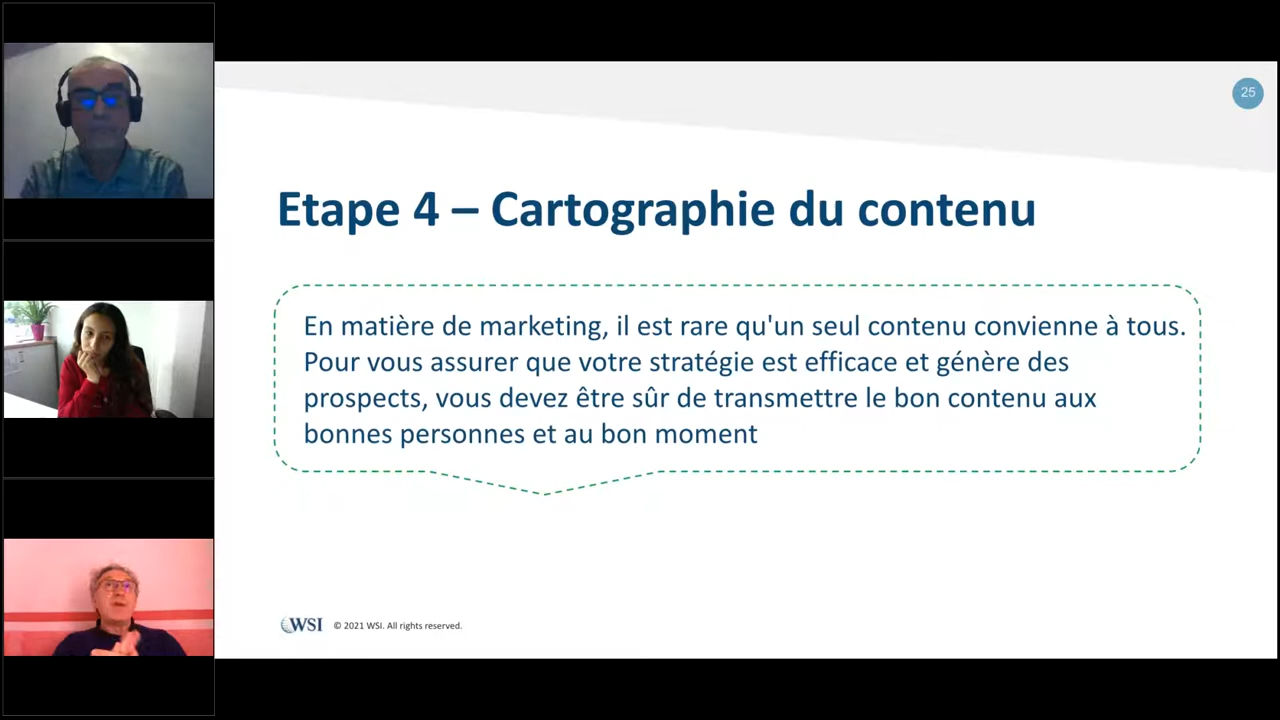 25
Etape 4 – Cartographie du contenu
En matière de marketing, il est rare qu'un seul contenu convienne à tous.
Pour vous assurer que votre stratégie est efficace et génère des
prospects, vous devez être sûr de transmettre le bon contenu aux
bonnes personnes et au bon moment
WSI © 2021 WSI. All rights reserved.